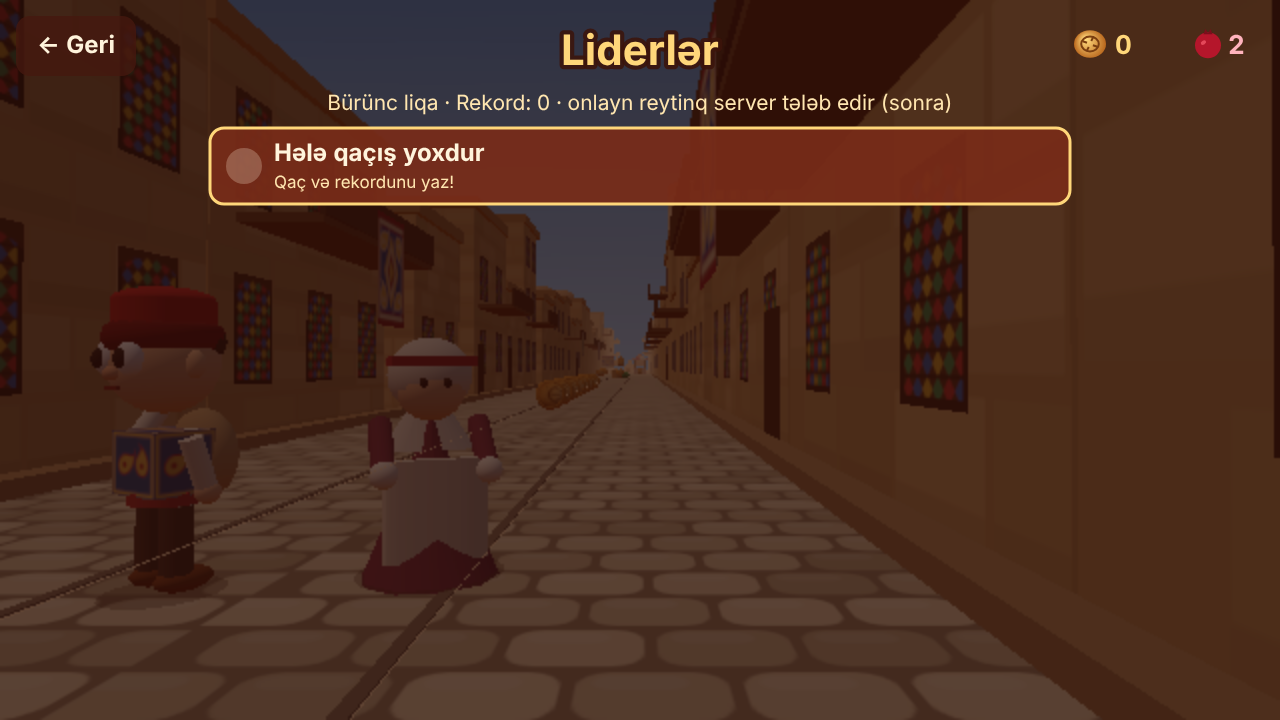 ← Geri
Liderlər
0
2
Bürünc liqa · Rekord: 0 · onlayn reytinq server tələb edir (sonra)
Hələ qaçış yoxdur
Qaç və rekordunu yaz!